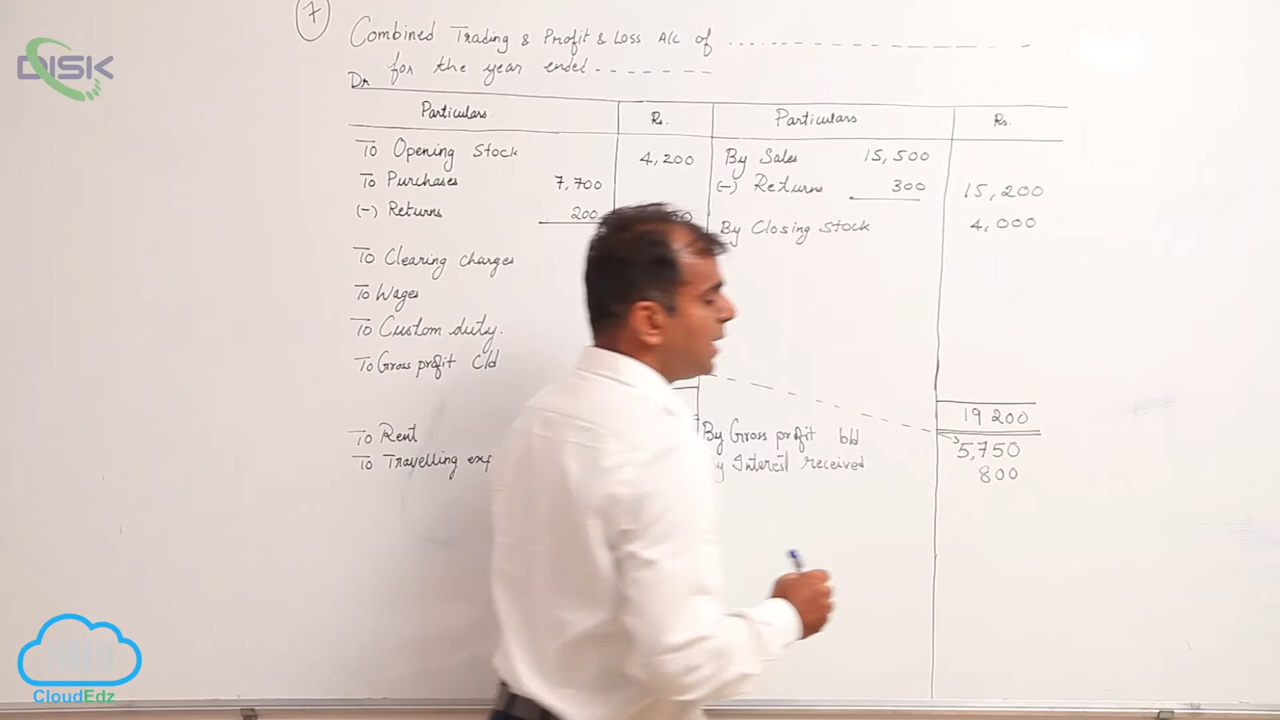 7
Combined Trading & Profit & Loss A/c of
for the year ended
Dr
Particulars Rs. Particulars Rs.
To Opening Stock 4,200 By Sales 15,500
To Purchases 7,700 (-) Returns 300 15,200
(-) Returns 200 By Closing Stock 4,000
To Clearing charges
To Wages
To Custom duty.
To Gross profit c/d
19200
To Rent By Gross profit b/d 5,750
To Travelling exp Interest received 800
DISK
CloudEdz